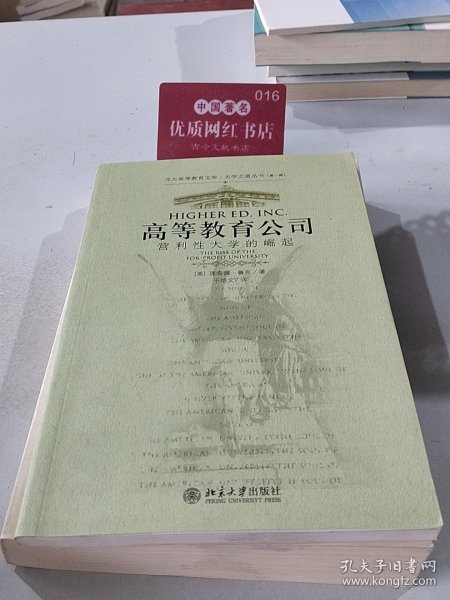 016
中国著名
优质网红书店
古今文献书店
北大高等教育文库·大学之道丛书(第一辑)
HIGHER ED, INC.
高等教育公司
营利性大学的崛起
THE RISE OF THE
FOR-PROFIT UNIVERSITY
[美]理查德·鲁克/著
于培文/译
北京大学出版社
PEKING UNIVERSITY PRESS
孔夫子旧书网
www.kongfz.com